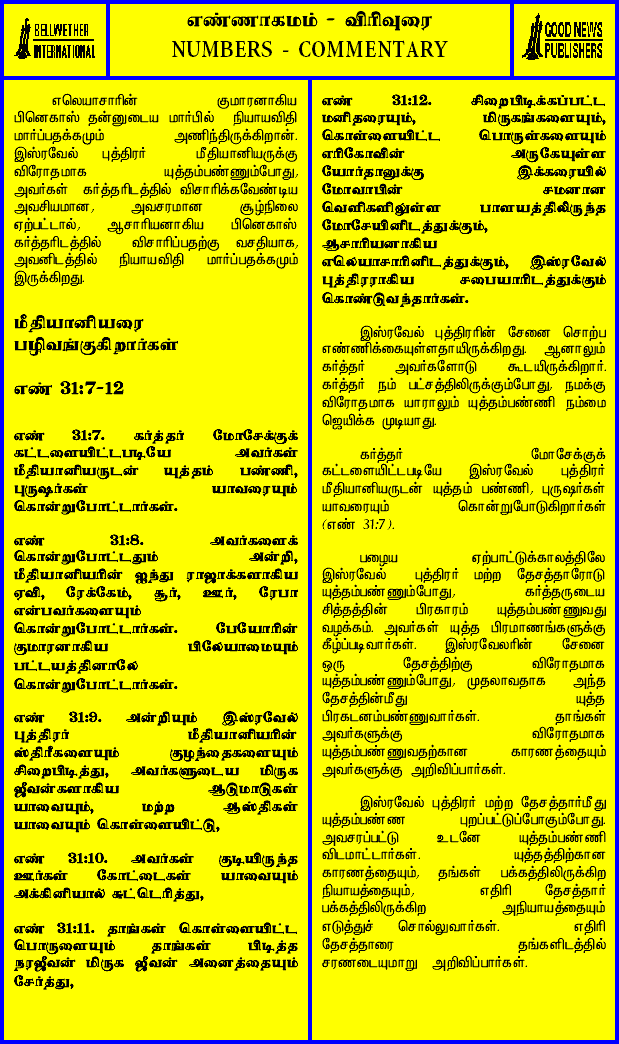 BELLWETHER
INTERNATIONAL
எண்ணாகமம் - விரிவுரை
NUMBERS - COMMENTARY
GOOD NEWS
PUBLISHERS
எலெயாசாரின் குமாரனாகிய
பினெகாஸ் தன்னுடைய மார்பில் நியாயவிதி
மார்ப்பதக்கமும் அணிந்திருக்கிறான்.
இஸ்ரவேல் புத்திரர் மீதியானியருக்கு
விரோதமாக யுத்தம்பண்ணும்போது,
அவர்கள் கர்த்தரிடத்தில் விசாரிக்கவேண்டிய
அவசியமான, அவசரமான சூழ்நிலை
ஏற்பட்டால், ஆசாரியனாகிய பினெகாஸ்
கர்த்தரிடத்தில் விசாரிப்பதற்கு வசதியாக,
அவனிடத்தில் நியாயவிதி மார்ப்பதக்கமும்
இருக்கிறது.
மீதியானியரை
பழிவங்குகிறார்கள்
எண் 31:7-12
எண் 31:7. கர்த்தர் மோசேக்குக்
கட்டளையிட்டபடியே அவர்கள்
மீதியானியருடன் யுத்தம் பண்ணி,
புருஷர்கள் யாவரையும்
கொன்றுபோட்டார்கள்.
எண் 31:8. அவர்களைக்
கொன்றுபோட்டதும் அன்றி,
மீதியானியரின் ஐந்து ராஜாக்களாகிய
ஏவி, ரேக்கேம், சூர், ஊர், ரேபா
என்பவர்களையும்
கொன்றுபோட்டார்கள். பேயோரின்
குமாரனாகிய பிலேயாமையும்
பட்டயத்தினாலே
கொன்றுபோட்டார்கள்.
எண் 31:9. அன்றியும் இஸ்ரவேல்
புத்திரர் மீதியானியரின்
ஸ்திரீகளையும் குழந்தைகளையும்
சிறைபிடித்து, அவர்களுடைய மிருக
ஜீவன்களாகிய ஆடுமாடுகள்
யாவையும், மற்ற ஆஸ்திகள்
யாவையும் கொள்ளையிட்டு,
எண் 31:10. அவர்கள் குடியிருந்த
ஊர்கள் கோட்டைகள் யாவையும்
அக்கினியால் சுட்டெரித்து,
எண் 31:11. தாங்கள் கொள்ளையிட்ட
பொருளையும் தாங்கள் பிடித்த
நரஜீவன் மிருக ஜீவன் அனைத்தையும்
சேர்த்து,
எண் 31:12. சிறைபிடிக்கப்பட்ட
மனிதரையும், மிருகங்களையும்,
கொள்ளையிட்ட பொருள்களையும்
எரிகோவின் அருகேயுள்ள
யோர்தானுக்கு இக்கரையில்
மோவாபின் சமனான
வெளிகளிலுள்ள பாளயத்திலிருந்த
மோசேயினிடத்துக்கும்,
ஆசாரியனாகிய
எலெயாசாரினிடத்துக்கும், இஸ்ரவேல்
புத்திரராகிய சபையாரிடத்துக்கும்
கொண்டுவந்தார்கள்.
இஸ்ரவேல் புத்திரரின் சேனை சொற்ப
எண்ணிக்கையுள்ளதாயிருக்கிறது. ஆனாலும்
கர்த்தர் அவர்களோடு கூடயிருக்கிறார்.
கர்த்தர் நம் பட்சத்திலிருக்கும்போது, நமக்கு
விரோதமாக யாராலும் யுத்தம்பண்ணி நம்மை
ஜெயிக்க முடியாது.
கர்த்தர் மோசேக்குக்
கட்டளையிட்டபடியே இஸ்ரவேல் புத்திரர்
மீதியானியருடன் யுத்தம் பண்ணி, புருஷர்கள்
யாவரையும் கொன்றுபோடுகிறார்கள்
(எண் 31:7).
பழைய ஏற்பாட்டுக்காலத்திலே
இஸ்ரவேல் புத்திரர் மற்ற தேசத்தாரோடு
யுத்தம்பண்ணும்போது, கர்த்தருடைய
சித்தத்தின் பிரகாரம் யுத்தம்பண்ணுவது
வழக்கம். அவர்கள் யுத்த பிரமாணங்களுக்கு
கீழ்ப்படிவார்கள். இஸ்ரவேலரின் சேனை
ஒரு தேசத்திற்கு விரோதமாக
யுத்தம்பண்ணும்போது, முதலாவதாக அந்த
தேசத்தின்மீது யுத்த
பிரகடனம்பண்ணுவார்கள். தாங்கள்
அவர்களுக்கு விரோதமாக
யுத்தம்பண்ணுவதற்கான காரணத்தையும்
அவர்களுக்கு அறிவிப்பார்கள்.
இஸ்ரவேல் புத்திரர் மற்ற தேசத்தார்மீது
யுத்தம்பண்ண புறப்பட்டுப்போகும்போது.
அவசரப்பட்டு உடனே யுத்தம்பண்ணி
விடமாட்டார்கள். யுத்தத்திற்கான
காரணத்தையும், தங்கள் பக்கத்திலிருக்கிற
நியாயத்தையும், எதிரி தேசத்தார்
பக்கத்திலிருக்கிற அநியாயத்தையும்
எடுத்துச் சொல்லுவார்கள். எதிரி
தேசத்தாரை தங்களிடத்தில்
சரணடையுமாறு அறிவிப்பார்கள்.